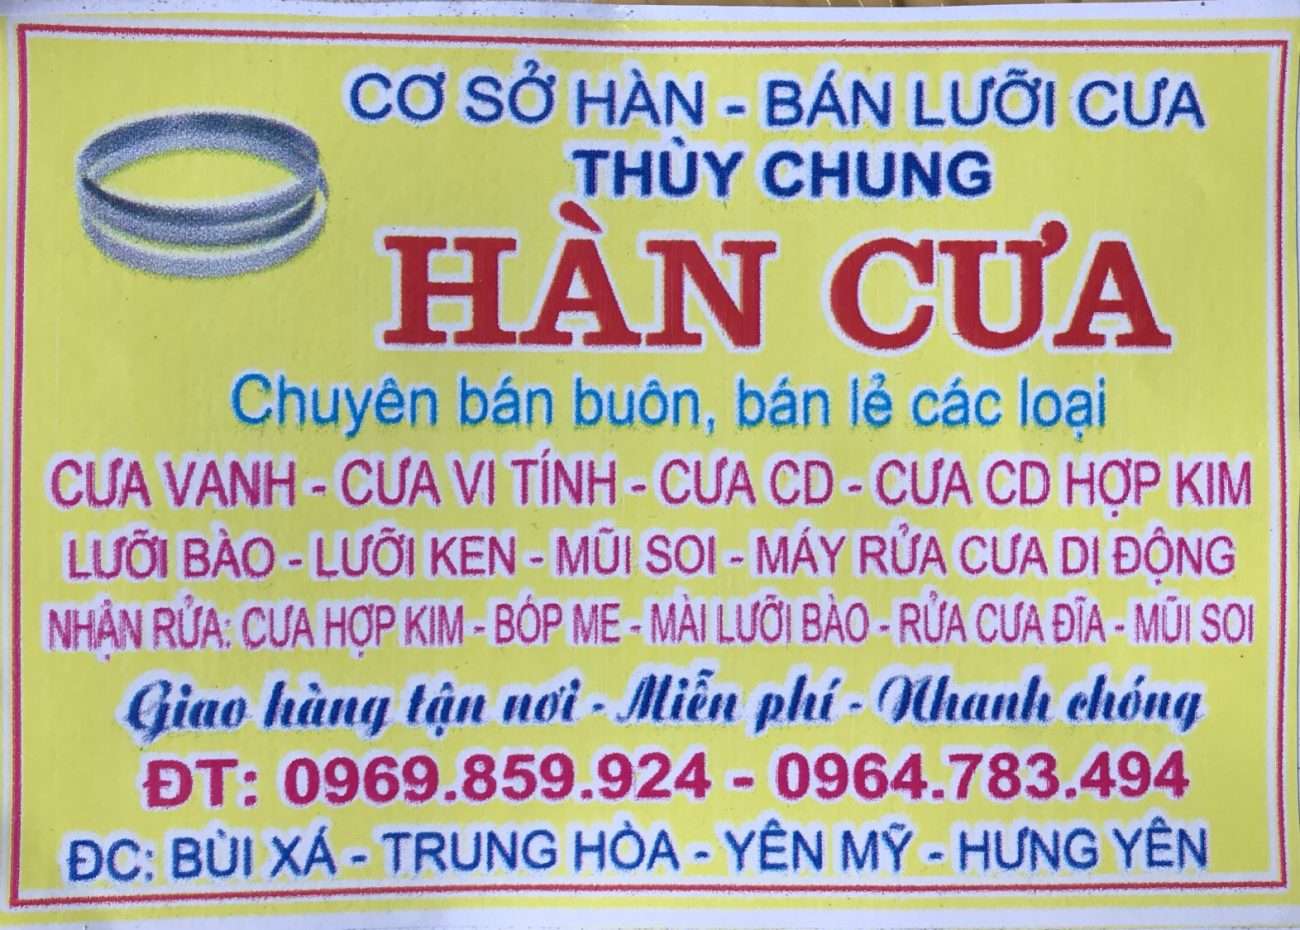 CƠ SỞ HÀN - BÁN LƯỠI CƯA
THÙY CHUNG
HÀN CƯA
Chuyên bán buôn, bán lẻ các loại
CƯA VANH - CƯA VI TÍNH - CƯA CD - CƯA CD HỢP KIM
LƯỠI BÀO - LƯỠI KEN - MŨI SOI - MÁY RỬA CƯA DI ĐỘNG
NHẬN RỬA: CƯA HỢP KIM - BÓP ME - MÀI LƯỠI BÀO - RỬA CƯA ĐĨA - MŨI SOI
Giao hàng tận nơi - Miễn phí - Nhanh chóng
ĐT: 0969.859.924 - 0964.783.494
ĐC: BÙI XÁ - TRUNG HÒA - YÊN MỸ - HƯNG YÊN